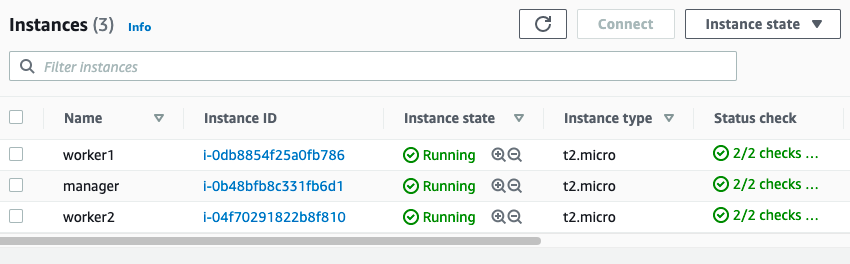 Instances (3) Info Connect Instance state
Filter instances
Name Instance ID Instance state Instance type Status check
worker1 i-0db8854f25a0fb786 Running t2.micro 2/2 checks ...
manager i-0b48bfb8c331fb6d1 Running t2.micro 2/2 checks ...
worker2 i-04f70291822b8f810 Running t2.micro 2/2 checks ...